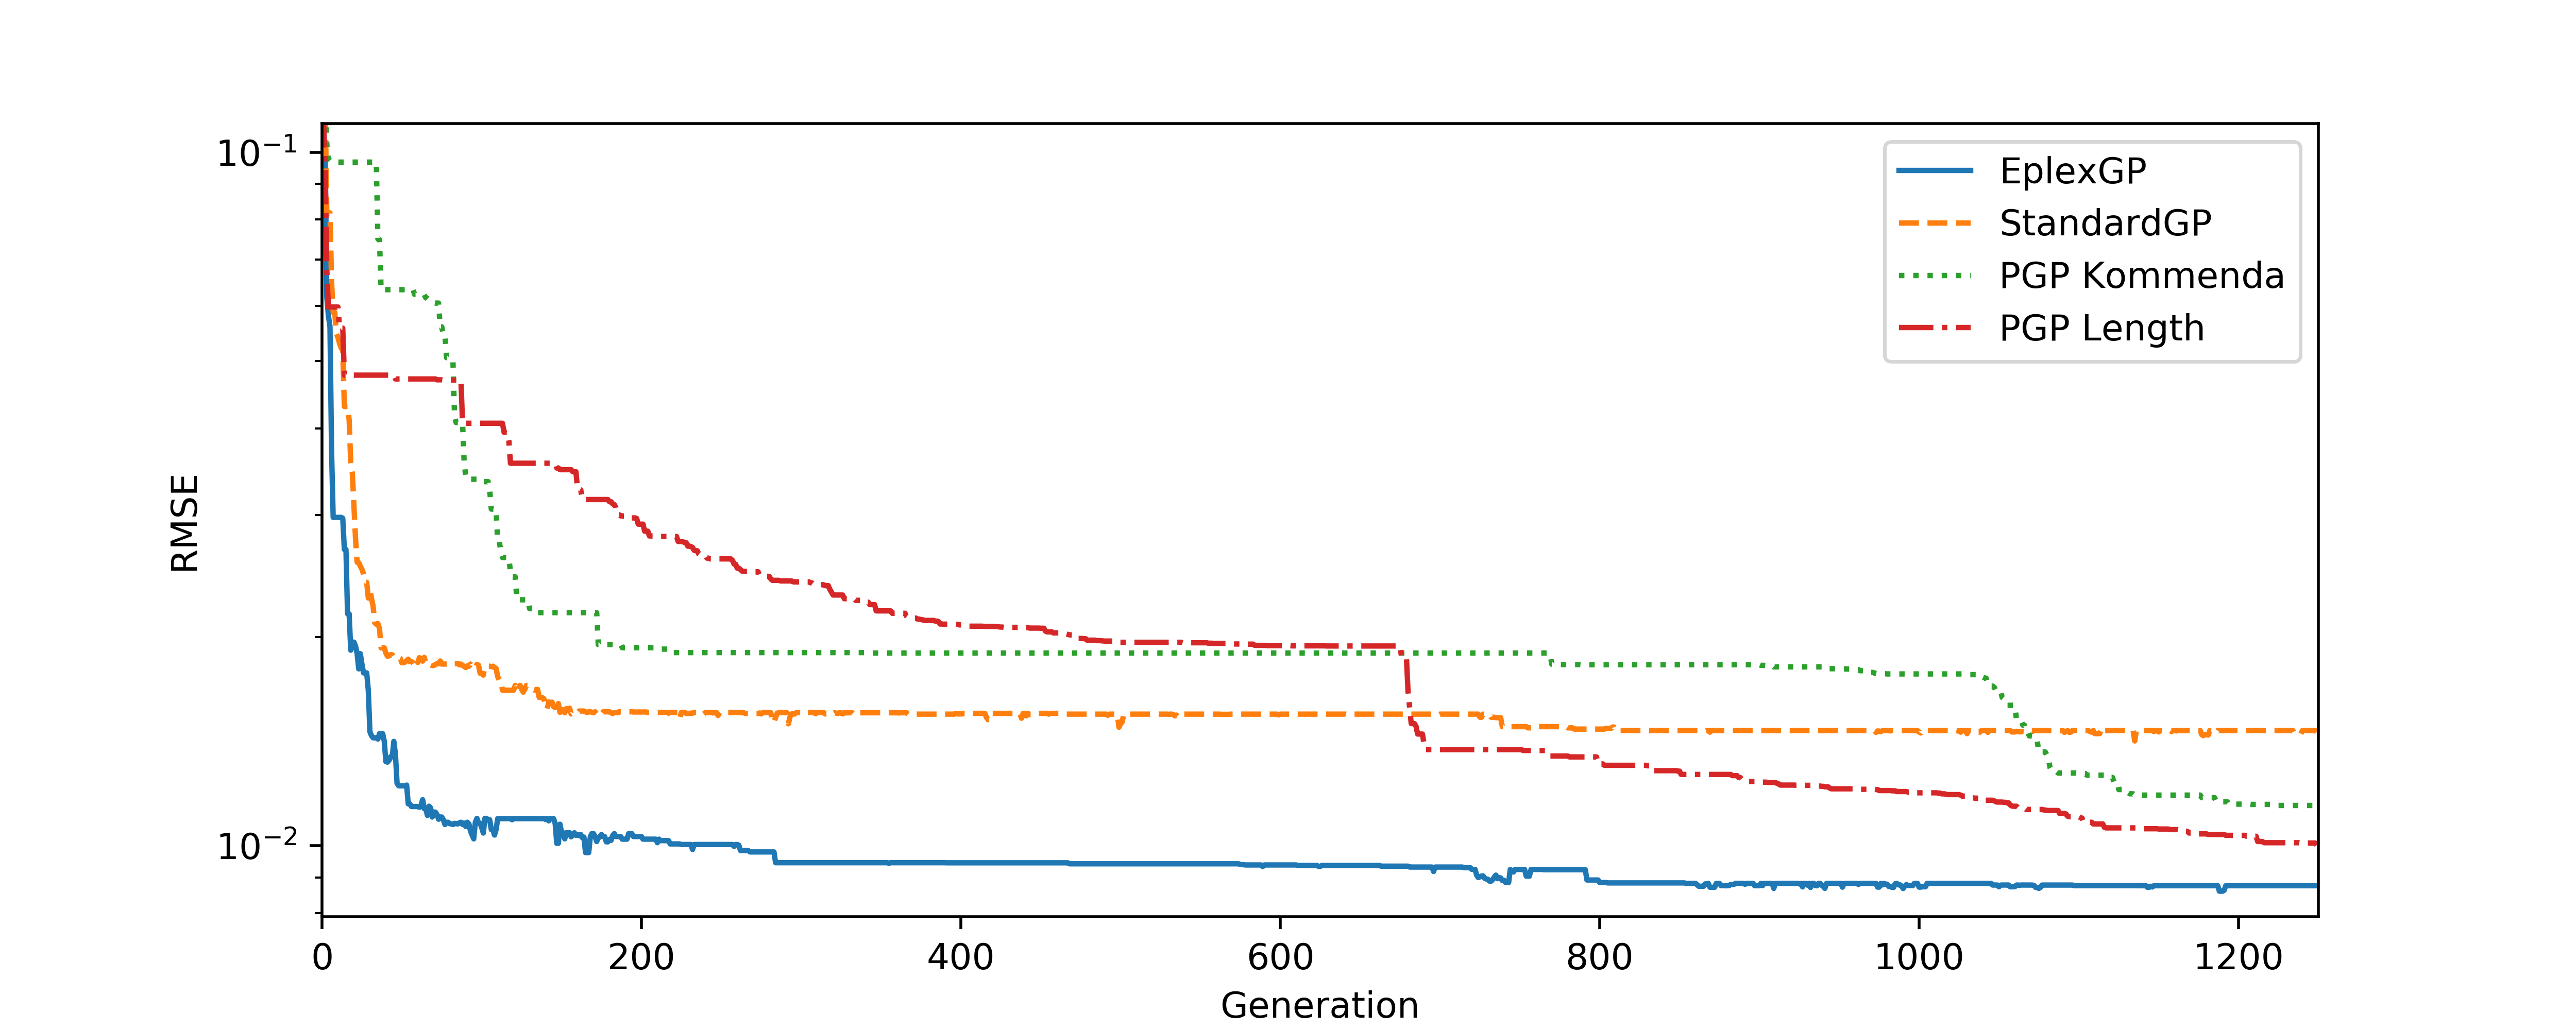 10⁻¹
10⁻²
RMSE
0 200 400 600 800 1000 1200
Generation
EplexGP
StandardGP
PGP Kommenda
PGP Length